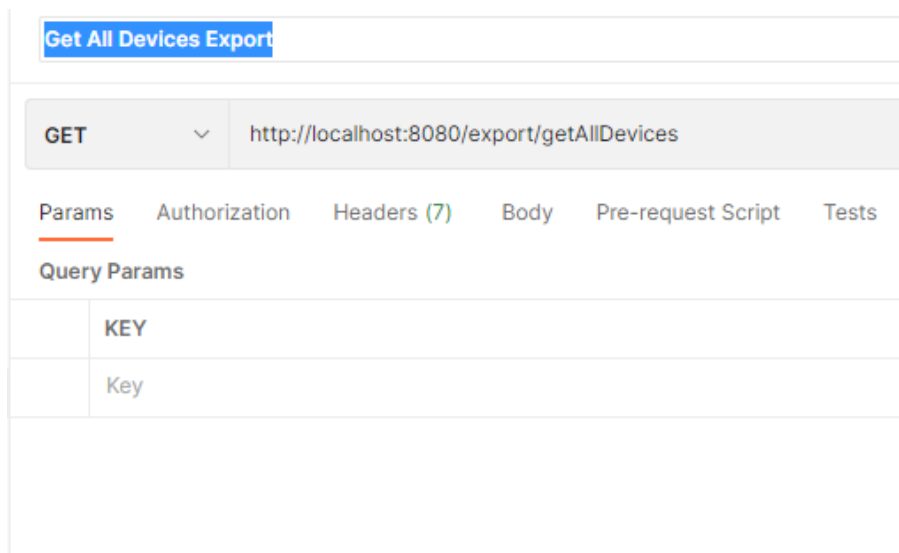 Get All Devices Export
GET http://localhost:8080/export/getAllDevices
Params Authorization Headers (7) Body Pre-request Script Tests
Query Params
KEY
Key